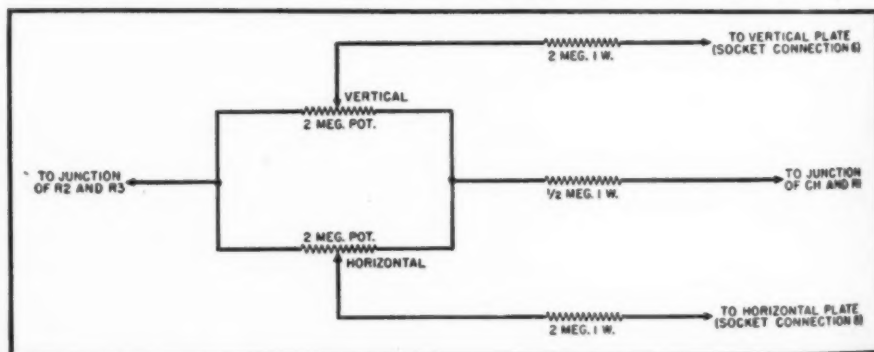 TO VERTICAL PLATE
(SOCKET CONNECTION 6)
2 MEG. 1 W.
VERTICAL
2 MEG. POT.
TO JUNCTION
OF R2 AND R3
TO JUNCTION
OF CH AND R1
1/2 MEG. 1 W.
2 MEG. POT.
HORIZONTAL
TO HORIZONTAL PLATE
(SOCKET CONNECTION 8)
2 MEG. 1 W.